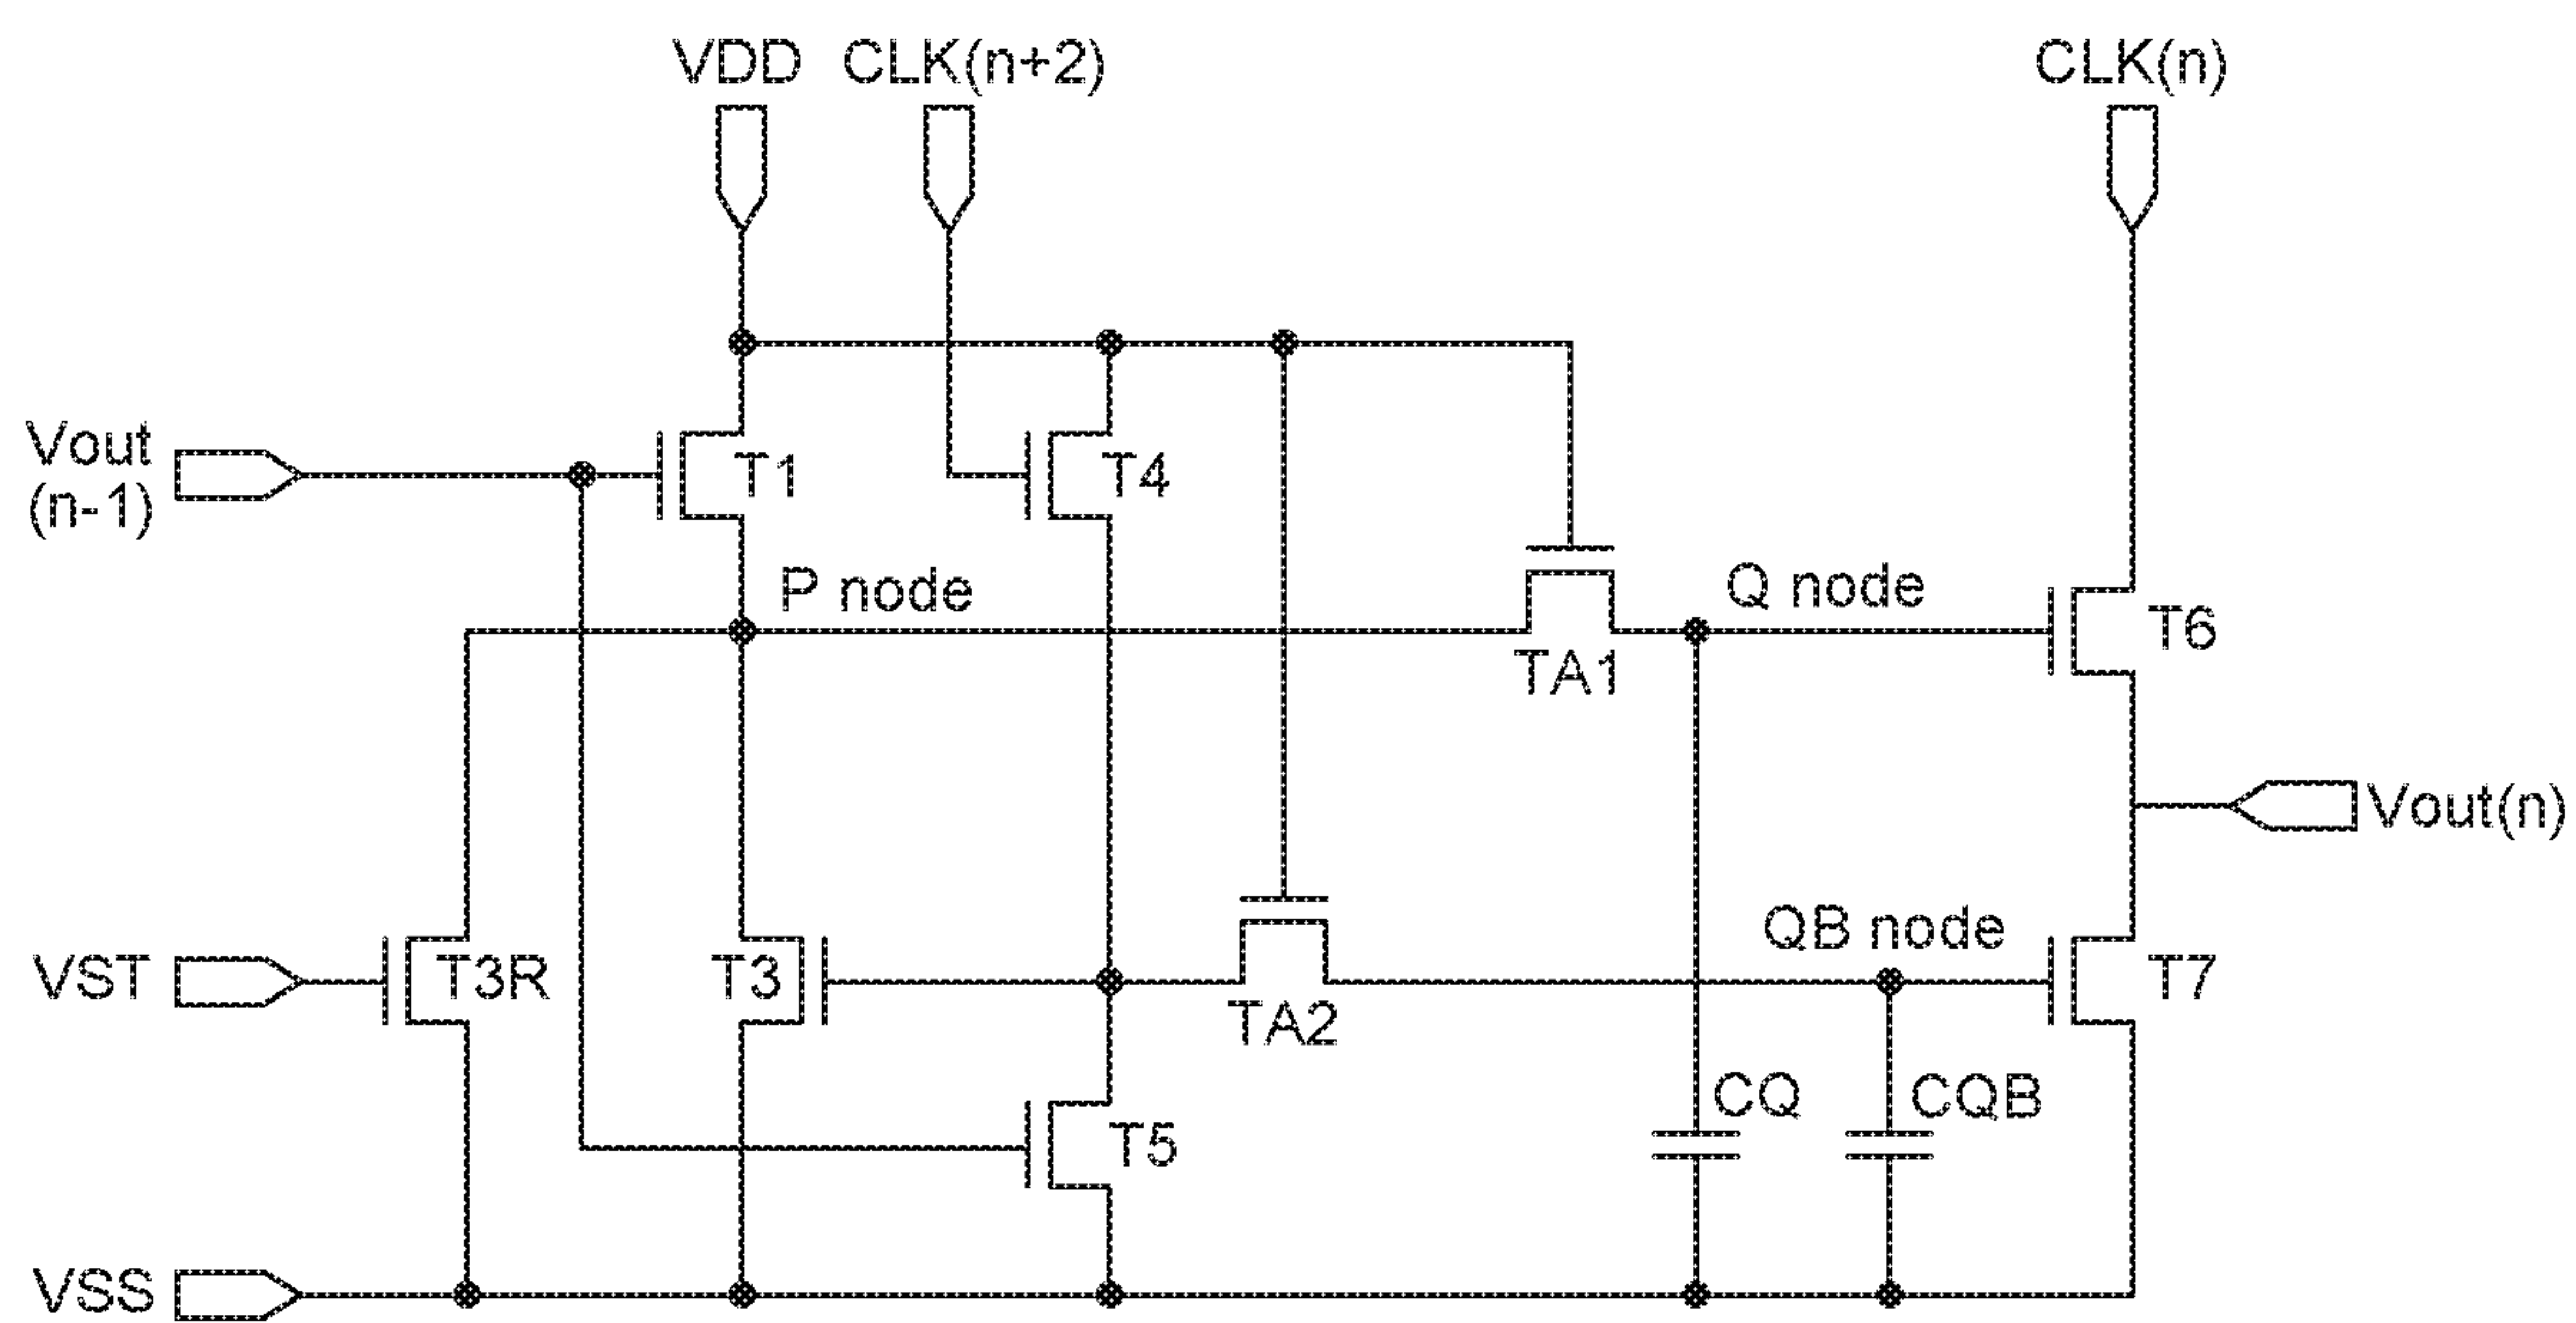 VDD CLK(n+2) CLK(n)
Vout
(n-1)
T1
T4
P node
Q node
T6
TA1
Vout(n)
QB node
VST
T3R
T3
T7
TA2
CQ
CQB
T5
VSS